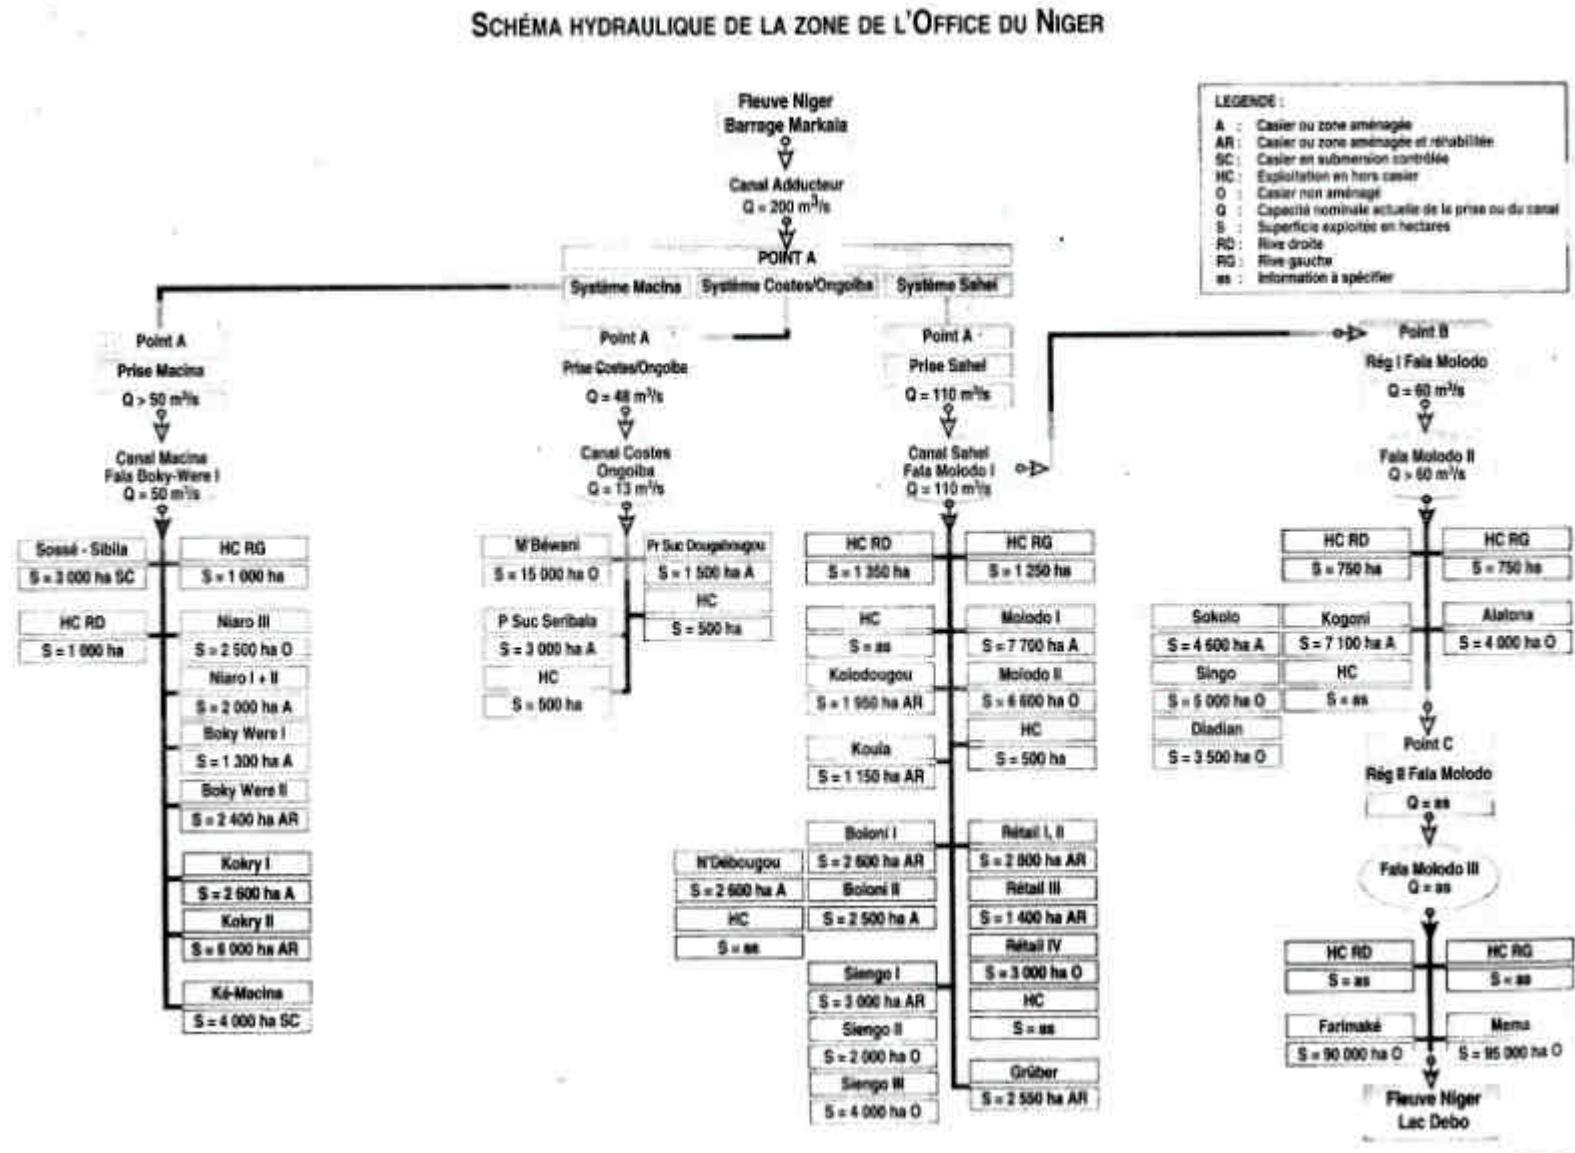 SCHÉMA HYDRAULIQUE DE LA ZONE DE L'OFFICE DU NIGER
Fleuve Niger
Barrage Markala
Canal Adducteur
Q = 200 m³/s
POINT A
Système Macina
Système Costes/Ongoïba
Système Sahel
LEGENDE :
A : Casier ou zone aménagée
AR : Casier ou zone aménagée et réhabilitée
SC : Casier en submersion contrôlée
HC : Exploitation en hors casier
O : Casier non aménagé
Q : Capacité nominale actuelle de la prise ou du canal
S : Superficie exploitée en hectares
RD : Rive droite
RG : Rive gauche
as : Information à spécifier
Point A
Prise Macina
Q > 50 m³/s
Canal Macina
Fala Boky-Were I
Q = 50 m³/s
Sossé - Sibila
S = 3 000 ha SC
HC RG
S = 1 000 ha
HC RD
S = 1 000 ha
Niaro III
S = 2 500 ha O
Niaro I + II
S = 2 000 ha A
Boky Were I
S = 1 300 ha A
Boky Were II
S = 2 400 ha AR
Kokry I
S = 2 600 ha A
Kokry II
S = 6 000 ha AR
Ké-Macina
S = 4 000 ha SC
Point A
Prise Costes/Ongoïba
Q = 48 m³/s
Canal Costes
Ongoïba
Q = 13 m³/s
M'Béwani
S = 15 000 ha O
Pr Suc Dougabougou
S = 1 500 ha A
HC
S = 500 ha
P Suc Seribala
S = 3 000 ha A
HC
S = 500 ha
Point A
Prise Sahel
Q = 110 m³/s
Canal Sahel
Fala Molodo I
Q = 110 m³/s
HC RD
S = 1 350 ha
HC RG
S = 1 250 ha
HC
S = as
Molodo I
S = 7 700 ha A
Kolodougou
S = 1 950 ha AR
Molodo II
S = 6 600 ha O
HC
S = 500 ha
Koula
S = 1 150 ha AR
Boloni I
S = 2 600 ha AR
Boloni II
S = 2 500 ha A
N'Débougou
S = 2 600 ha A
HC
S = as
Rétail I, II
S = 2 800 ha AR
Rétail III
S = 1 400 ha AR
Rétail IV
S = 3 000 ha O
HC
S = as
Siengo I
S = 3 000 ha AR
Siengo II
S = 2 000 ha O
Siengo III
S = 4 000 ha O
Grüber
S = 2 550 ha AR
Point B
Rég I Fala Molodo
Q = 60 m³/s
Fala Molodo II
Q > 60 m³/s
HC RD
S = 750 ha
HC RG
S = 750 ha
Sokolo
S = 4 600 ha A
Singo
S = 5 000 ha O
Diadian
S = 3 500 ha O
Kogoni
S = 7 100 ha A
HC
S = as
Alatona
S = 4 000 ha O
Point C
Rég II Fala Molodo
Q = as
Fala Molodo III
Q = as
HC RD
S = as
HC RG
S = as
Farimaké
S = 90 000 ha O
Mema
S = 95 000 ha O
Fleuve Niger
Lac Debo